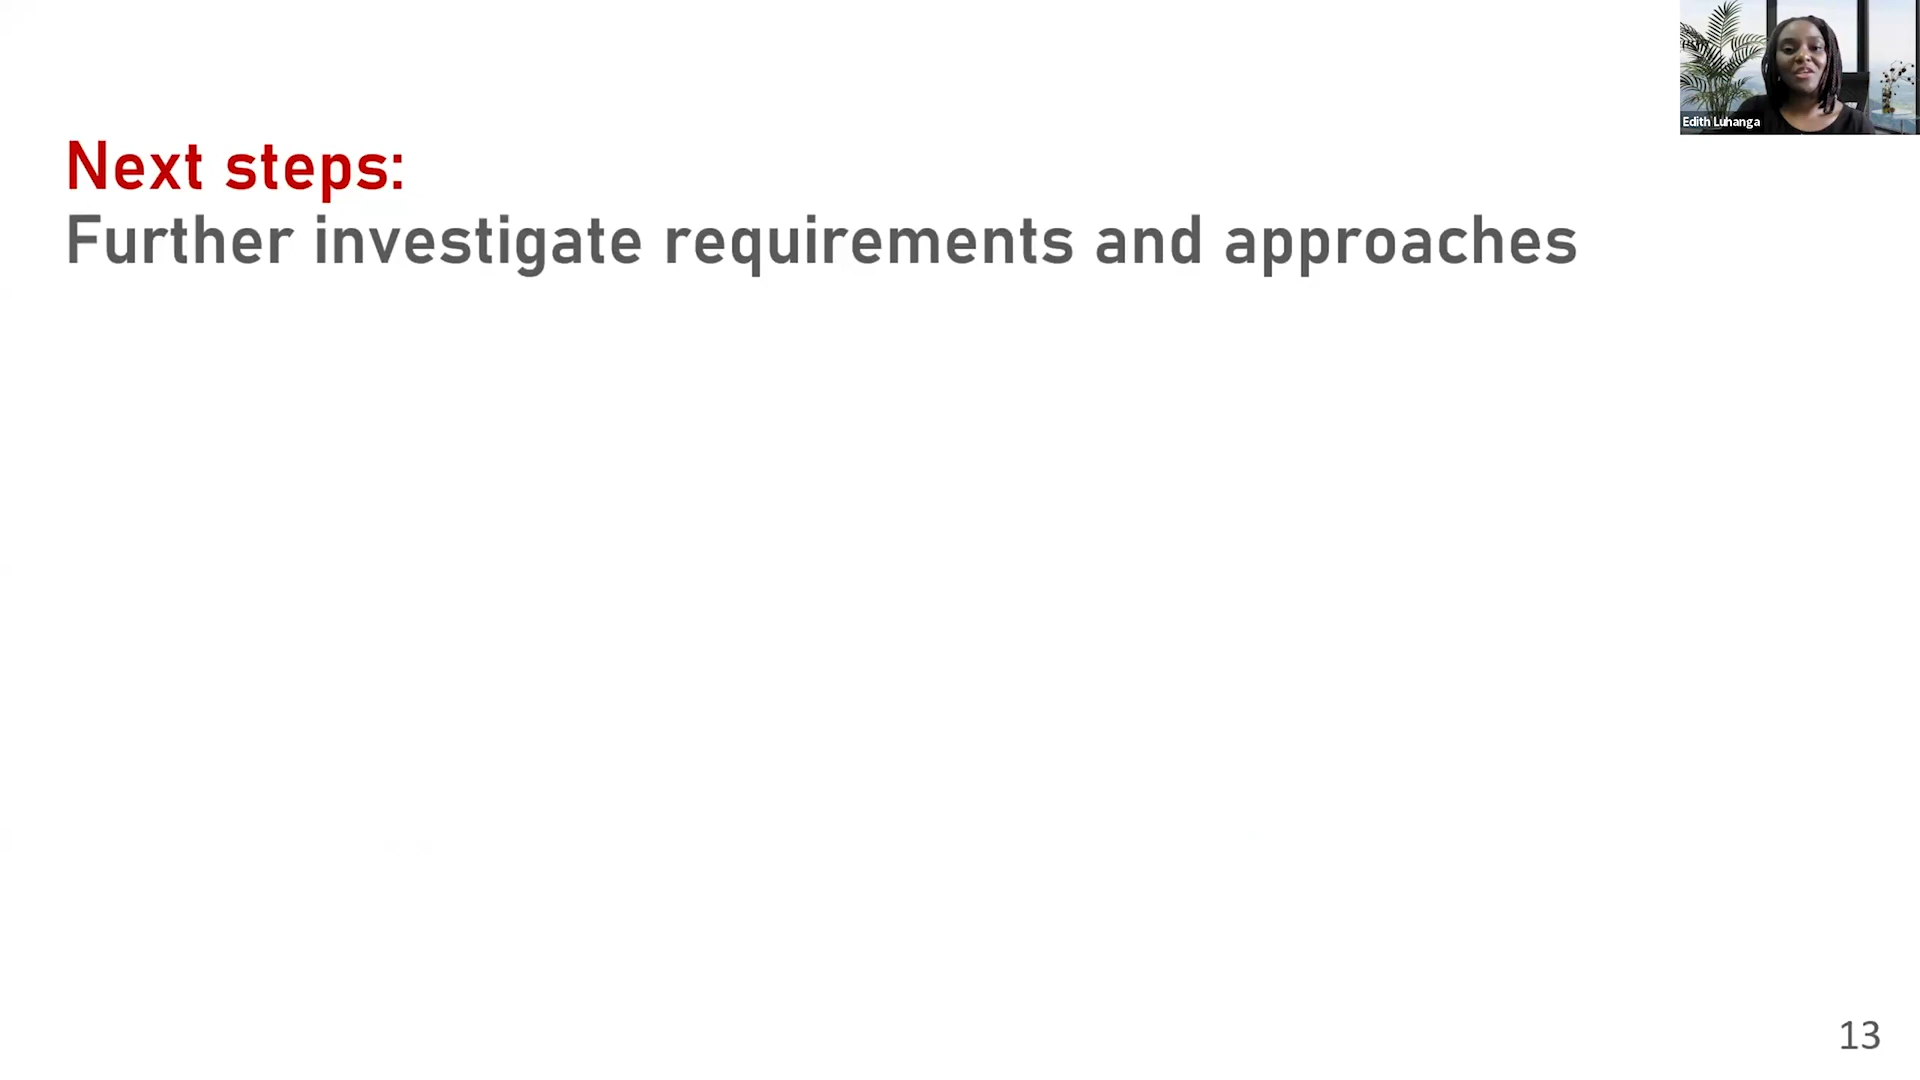 Edith Luhanga
Next steps:
Further investigate requirements and approaches
13